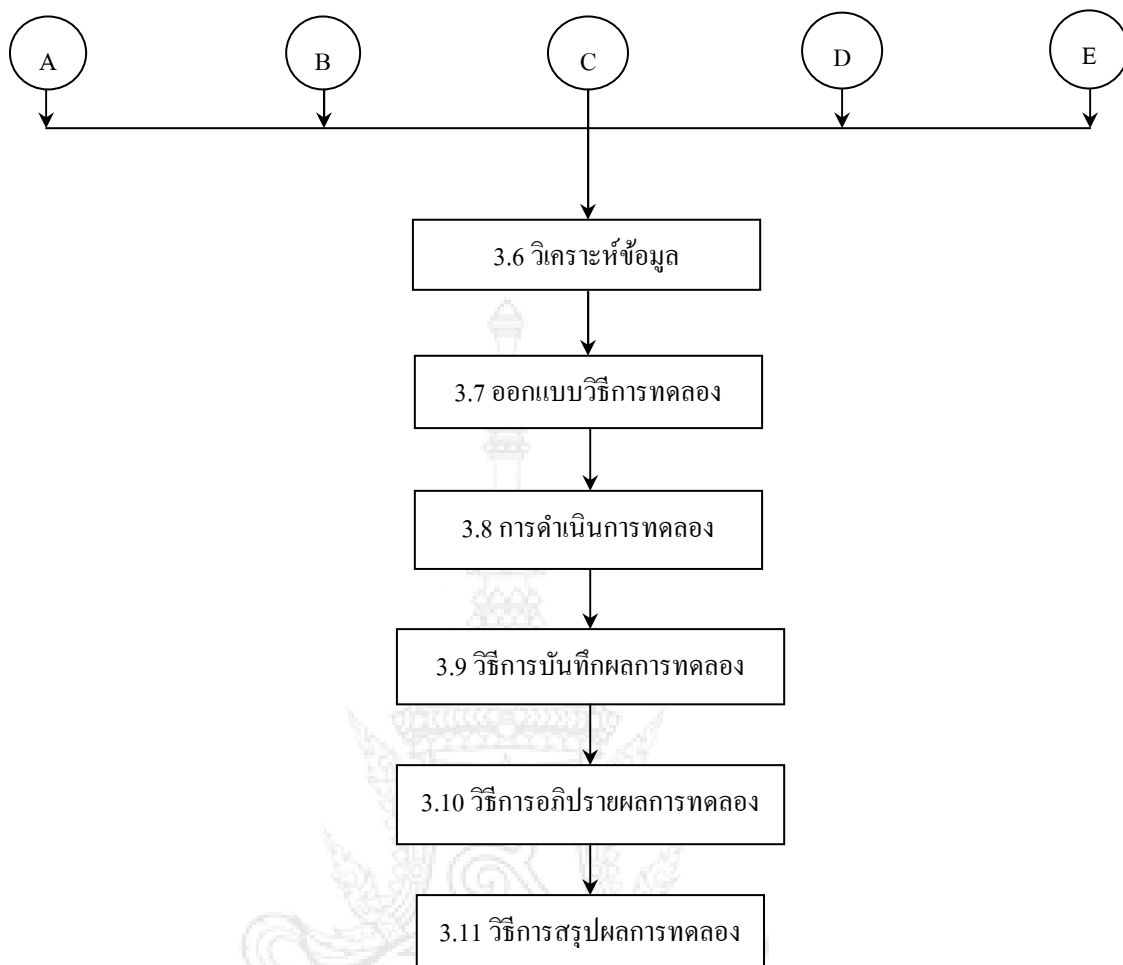 A B C D E
3.6 วิเคราะห์ข้อมูล
3.7 ออกแบบวิธีการทดลอง
3.8 การดำเนินการทดลอง
3.9 วิธีการบันทึกผลการทดลอง
3.10 วิธีการอภิปรายผลการทดลอง
3.11 วิธีการสรุปผลการทดลอง